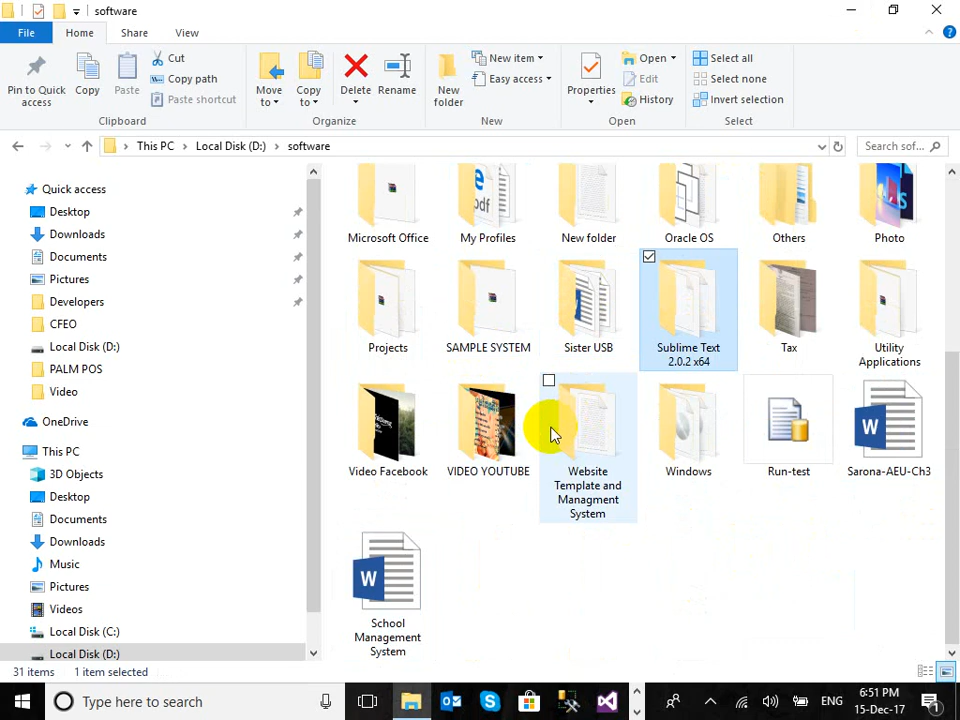 software
File Home Share View
Pin to Quick access
Copy
Paste
Cut
Copy path
Paste shortcut
Clipboard
Move to
Copy to
Delete
Rename
Organize
New folder
New item
Easy access
New
Properties
Open
Edit
History
Open
Select all
Select none
Invert selection
Select
This PC > Local Disk (D:) > software
Search sof...
Quick access
Desktop
Downloads
Documents
Pictures
Developers
CFEO
Local Disk (D:)
PALM POS
Video
OneDrive
This PC
3D Objects
Desktop
Documents
Downloads
Music
Pictures
Videos
Local Disk (C:)
Local Disk (D:)
Microsoft Office
My Profiles
New folder
Oracle OS
Others
Photo
Projects
SAMPLE SYSTEM
Sister USB
Sublime Text
2.0.2 x64
Tax
Utility
Applications
Video Facebook
VIDEO YOUTUBE
Website
Template and
Managment
System
Windows
Run-test
Sarona-AEU-Ch3
School
Management
System
31 items 1 item selected
Type here to search
ENG
6:51 PM
15-Dec-17
1